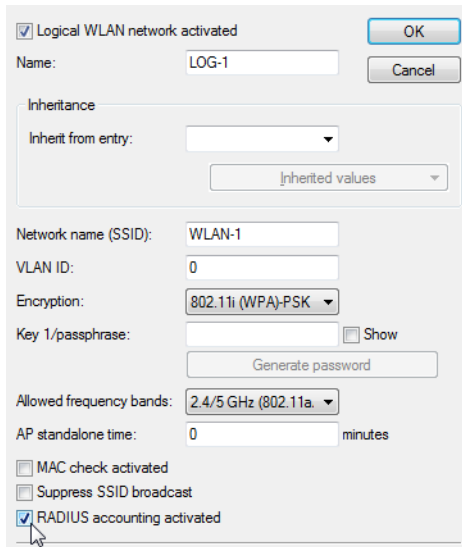 Logical WLAN network activated
OK
Name:
LOG-1
Cancel
Inheritance
Inherit from entry:
Inherited values
Network name (SSID):
WLAN-1
VLAN ID:
0
Encryption:
802.11i (WPA)-PSK
Key 1/passphrase:
Show
Generate password
Allowed frequency bands:
2.4/5 GHz (802.11a.
AP standalone time:
0
minutes
MAC check activated
Suppress SSID broadcast
RADIUS accounting activated